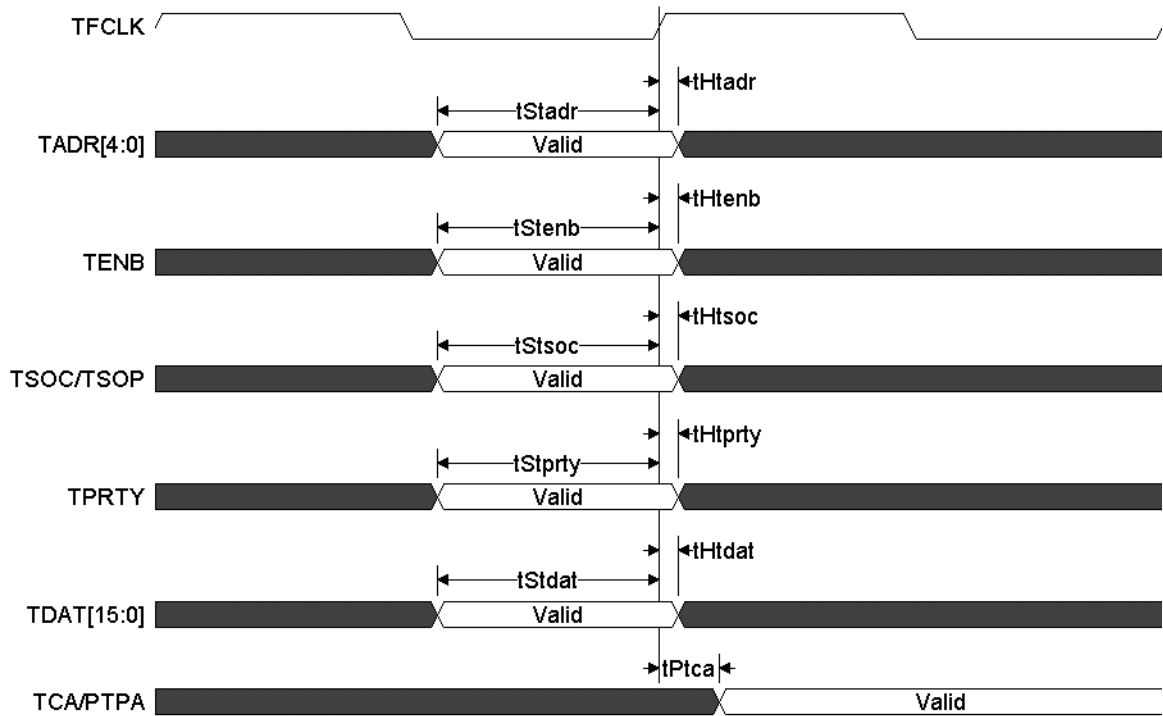 TFCLK
tHtadr
tStadr
TADR[4:0] Valid
tHtenb
tStenb
TENB Valid
tHtsoc
tStsoc
TSOC/TSOP Valid
tHtprty
tStprty
TPRTY Valid
tHtdat
tStdat
TDAT[15:0] Valid
tPtca
TCA/PTPA Valid